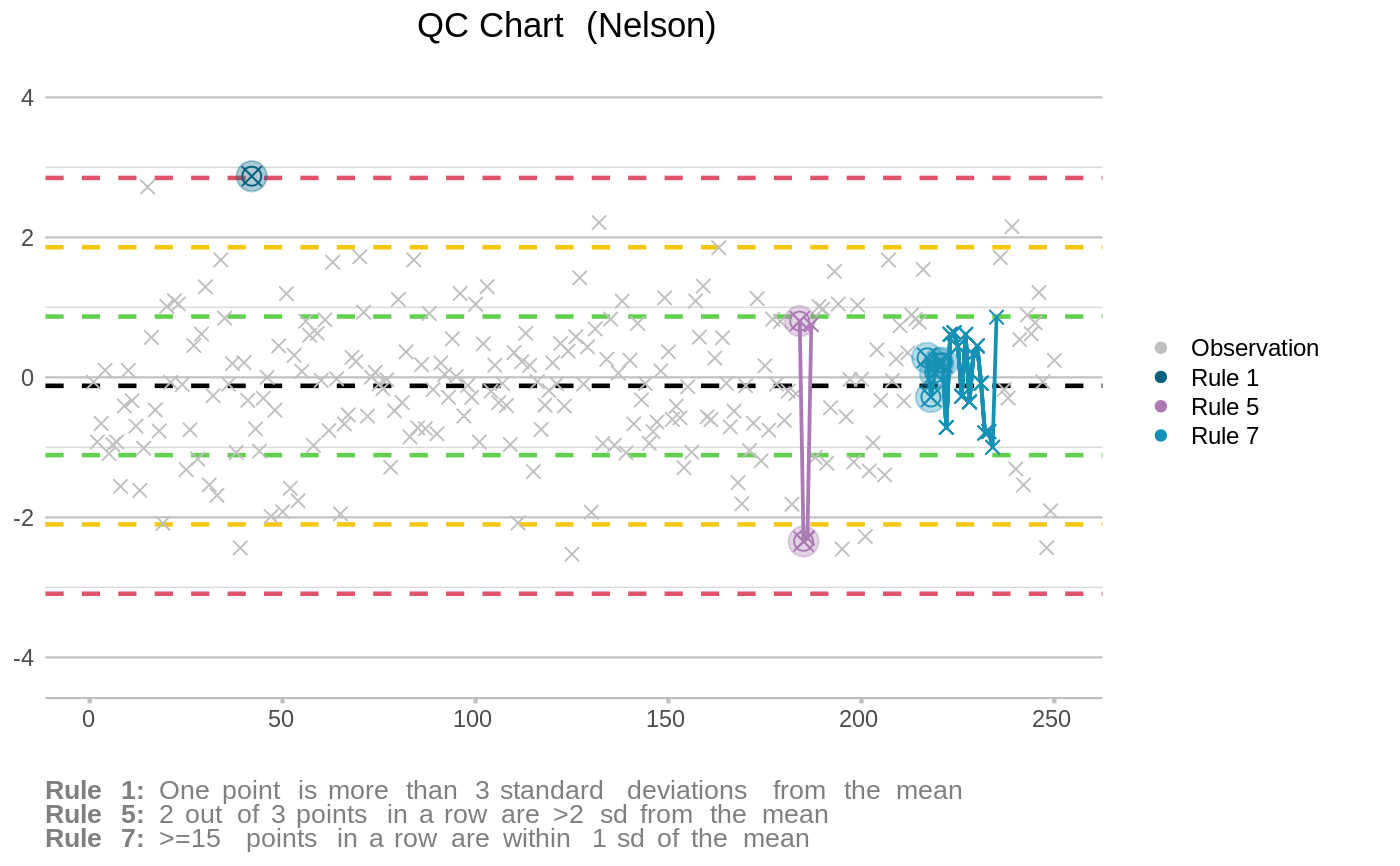 QC Chart (Nelson)
4
2
0
-2
-4
0 50 100 150 200 250
Observation
Rule 1
Rule 5
Rule 7
Rule 1: One point is more than 3 standard deviations from the mean
Rule 5: 2 out of 3 points in a row are >2 sd from the mean
Rule 7: >=15 points in a row are within 1 sd of the mean